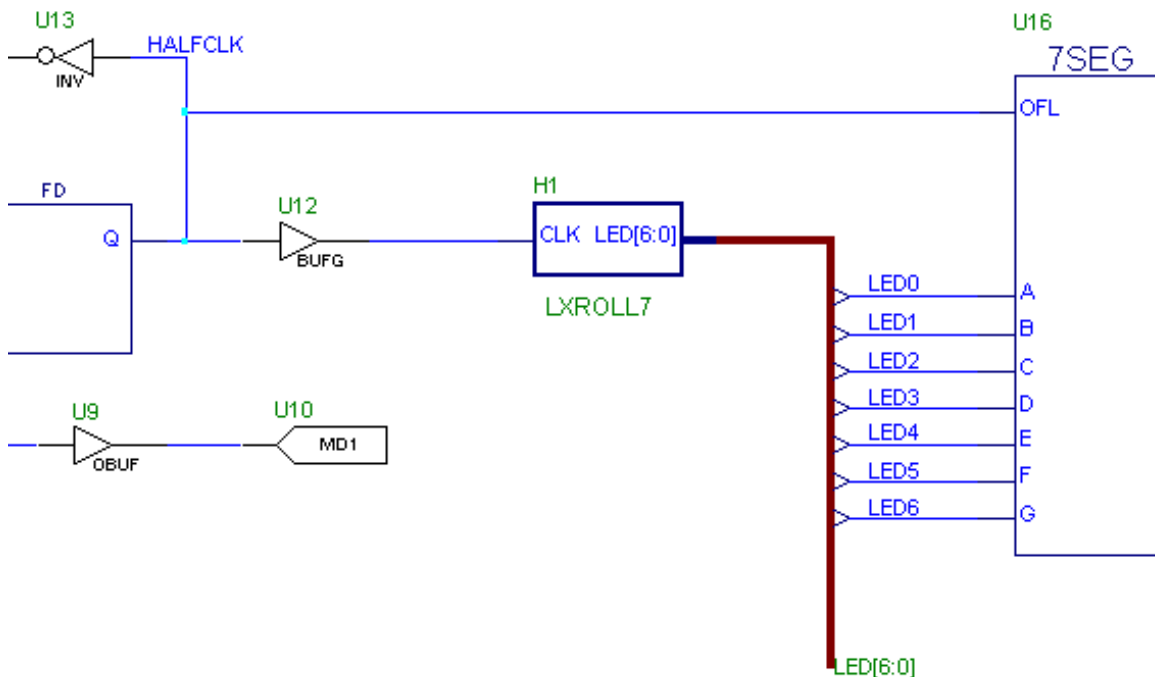 U13
HALFCLK
INV
U16
7SEG
OFL
FD
Q
U12
BUFG
H1
CLK LED[6:0]
LXROLL7
LED0 A
LED1 B
LED2 C
LED3 D
LED4 E
LED5 F
LED6 G
U9
OBUF
U10
MD1
LED[6:0]